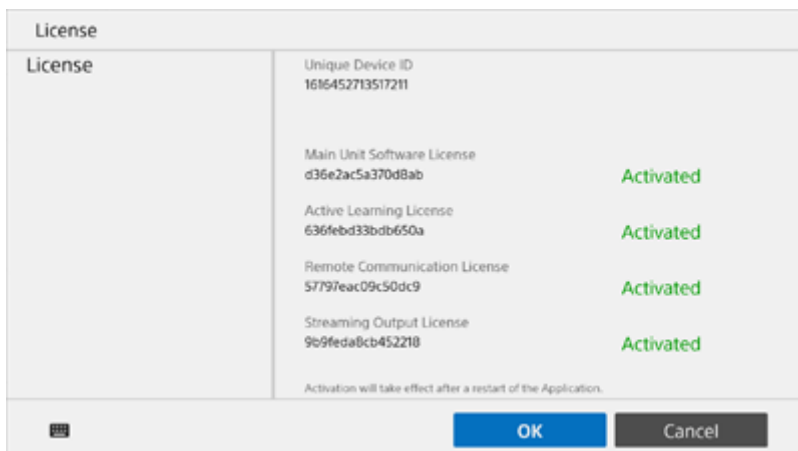 License
License
Unique Device ID
1616452713517211
Main Unit Software License
d36e2ac5a370d8ab
Activated
Active Learning License
636febd33bdb650a
Activated
Remote Communication License
57797eac09c50dc9
Activated
Streaming Output License
9b9feda8cb452218
Activated
Activation will take effect after a restart of the Application.
OK
Cancel